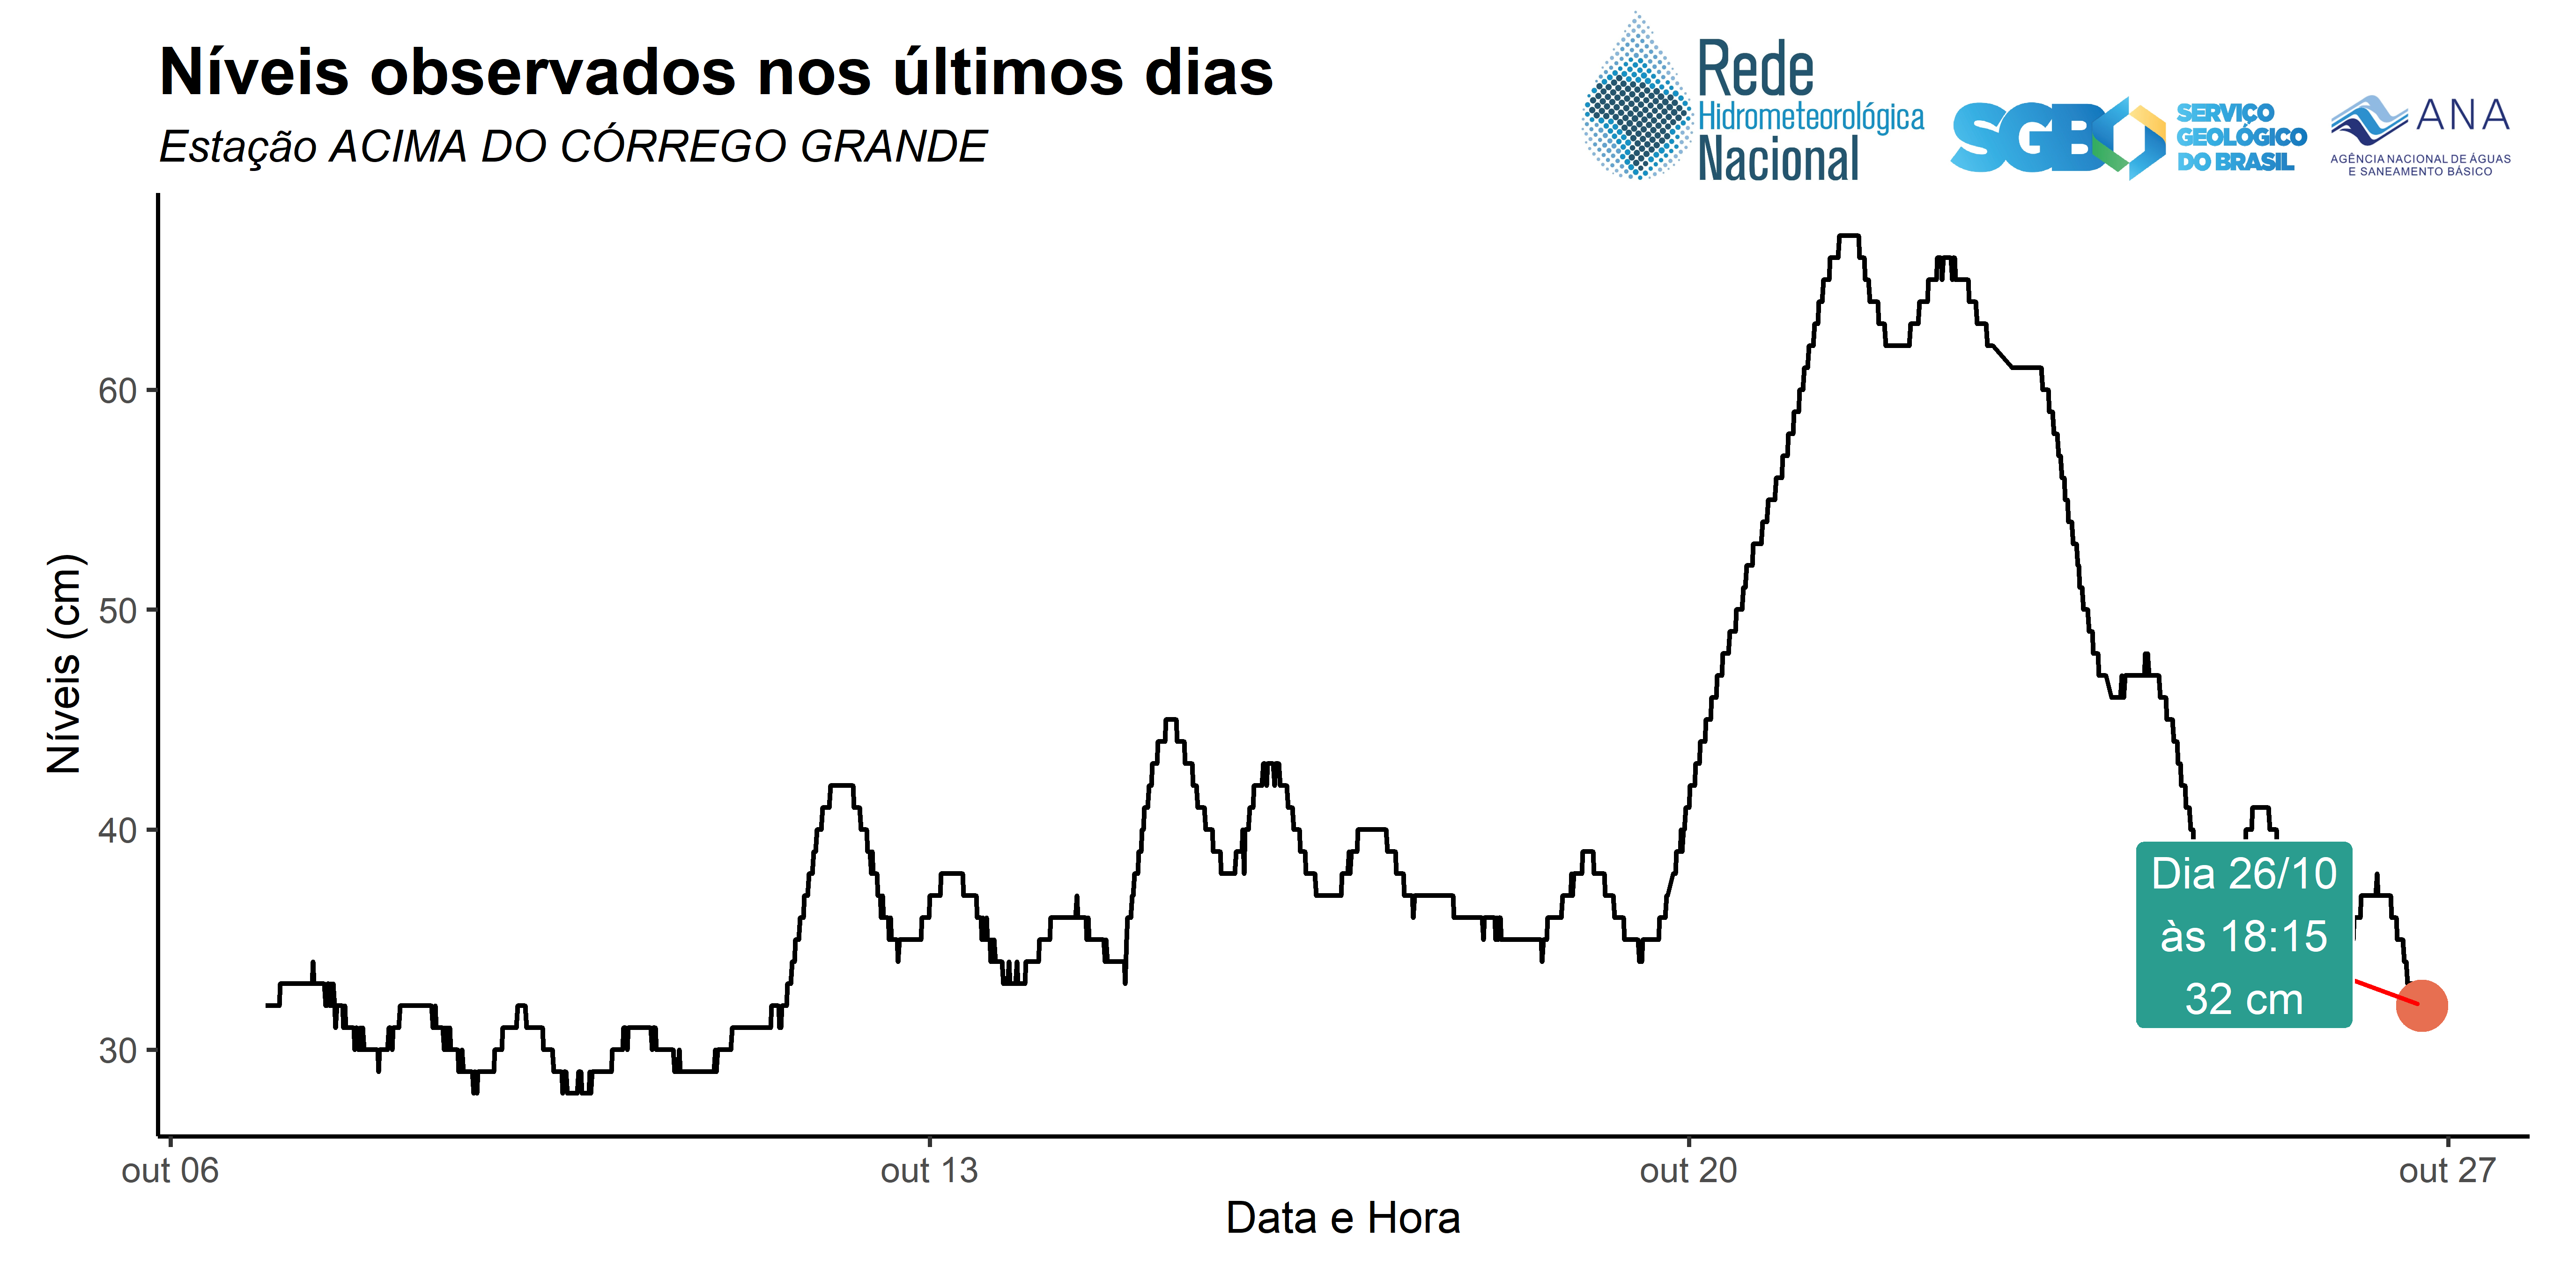 Níveis observados nos últimos dias
Estação ACIMA DO CÓRREGO GRANDE
Rede
Hidrometeorológica
Nacional
SGB
SERVIÇO
GEOLÓGICO
DO BRASIL
ANA
AGÊNCIA NACIONAL DE ÁGUAS
E SANEAMENTO BÁSICO
Níveis (cm)
60
50
40
30
Dia 26/10
às 18:15
32 cm
out 06
out 13
out 20
out 27
Data e Hora